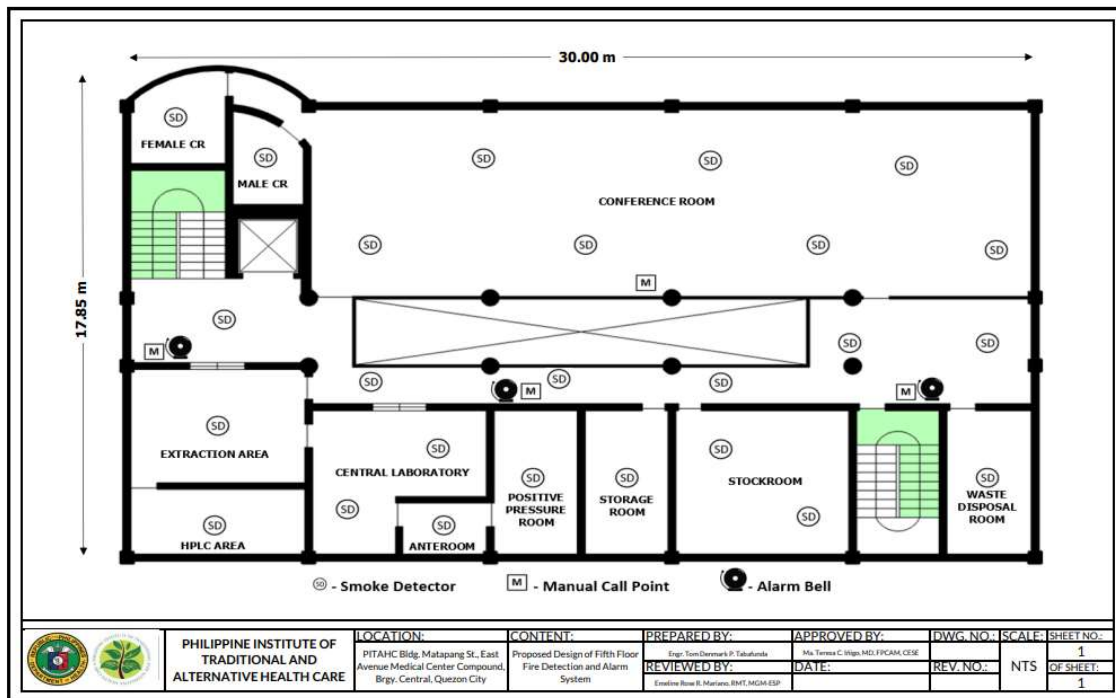 30.00 m
17.85 m
SD
FEMALE CR
SD
MALE CR
SD
SD
SD
CONFERENCE ROOM
SD
SD
SD
SD
M
SD
SD
SD
M
SD
SD
M
SD
M
SD
EXTRACTION AREA
SD
CENTRAL LABORATORY
SD
SD
HPLC AREA
SD
ANTEROOM
SD
POSITIVE
PRESSURE
ROOM
SD
STORAGE
ROOM
SD
STOCKROOM
SD
SD
WASTE
DISPOSAL
ROOM
SD - Smoke Detector
M - Manual Call Point
- Alarm Bell
PHILIPPINE INSTITUTE OF
TRADITIONAL AND
ALTERNATIVE HEALTH CARE
LOCATION:
PITAHC Bldg. Matapang St., East
Avenue Medical Center Compound,
Brgy. Central, Quezon City
CONTENT:
Proposed Design of Fifth Floor
Fire Detection and Alarm
System
PREPARED BY:
Engr. Tom Denmark P. Tabafunda
REVIEWED BY:
Emeline Rose R. Mariano, RMT, MGM-ESP
APPROVED BY:
Ma. Teresa C. Iñigo, MD, FPCAM, CESE
DATE:
DWG. NO.:
REV. NO.:
SCALE:
NTS
SHEET NO.:
1
OF SHEET:
1